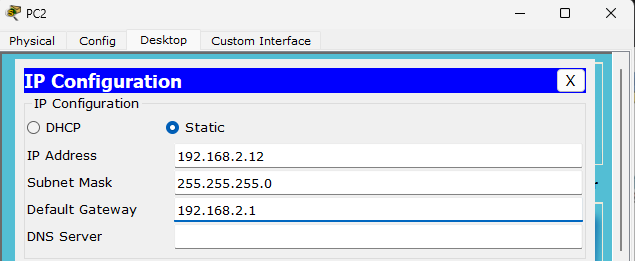 PC2
Physical Config Desktop Custom Interface
IP Configuration X
IP Configuration
DHCP Static
IP Address 192.168.2.12
Subnet Mask 255.255.255.0
Default Gateway 192.168.2.1
DNS Server